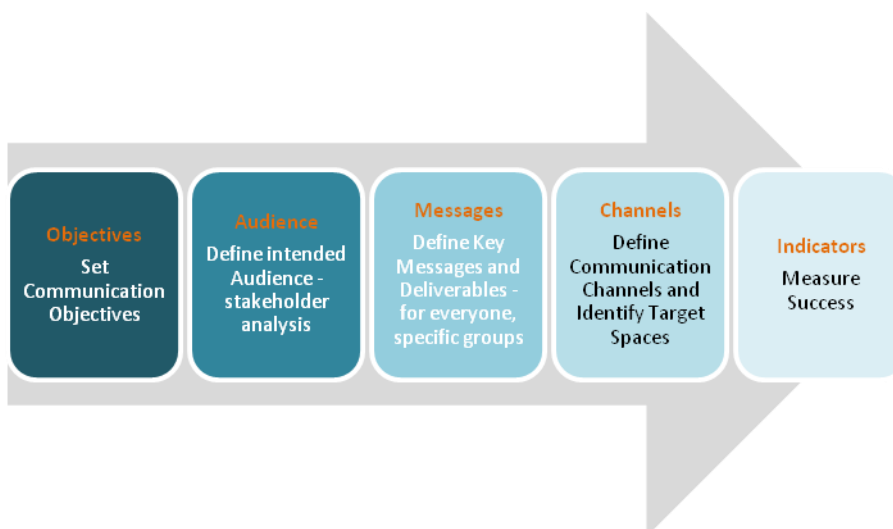 Objectives
Set
Communication
Objectives
Audience
Define intended
Audience -
stakeholder
analysis
Messages
Define Key
Messages and
Deliverables -
for everyone,
specific groups
Channels
Define
Communication
Channels and
Identify Target
Spaces
Indicators
Measure
Success